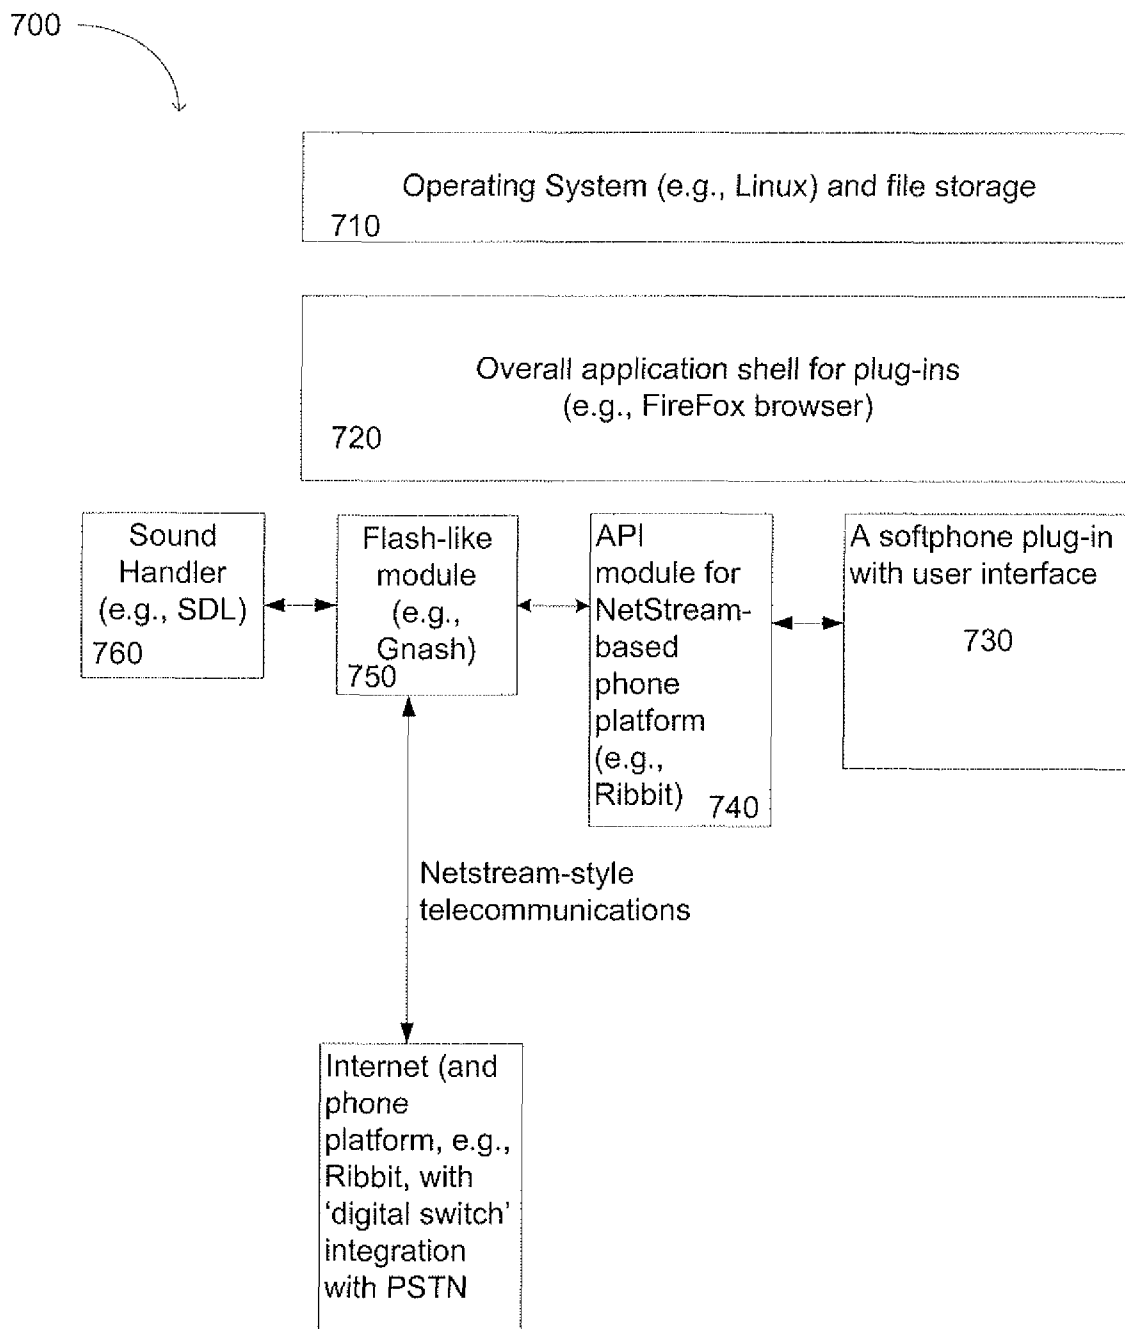 700
Operating System (e.g., Linux) and file storage
710
Overall application shell for plug-ins
(e.g., FireFox browser)
720
Sound
Handler
(e.g., SDL)
760
Flash-like
module
(e.g.,
Gnash)
750
API
module for
NetStream-
based
phone
platform
(e.g.,
Ribbit)
740
A softphone plug-in
with user interface
730
Netstream-style
telecommunications
Internet (and
phone
platform, e.g.,
Ribbit, with
‘digital switch’
integration
with PSTN